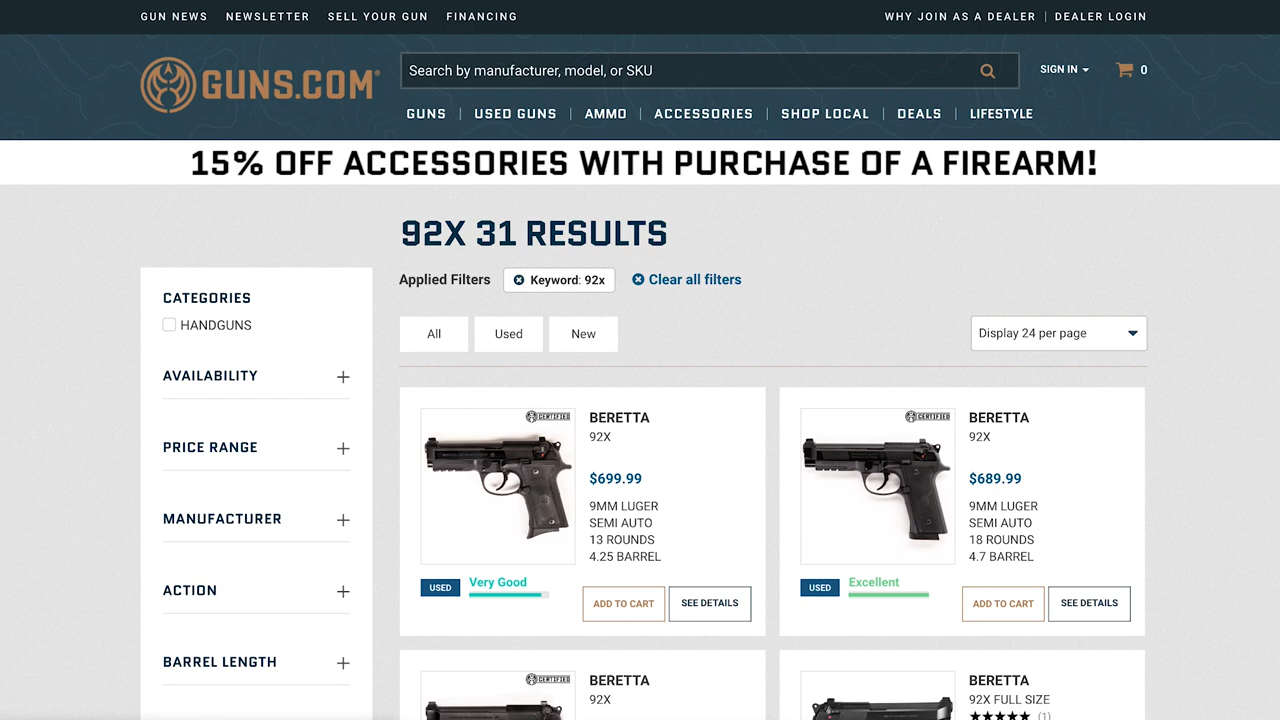 GUN NEWS NEWSLETTER SELL YOUR GUN FINANCING WHY JOIN AS A DEALER | DEALER LOGIN
GUNS.COM®
Search by manufacturer, model, or SKU
SIGN IN 0
GUNS | USED GUNS | AMMO | ACCESSORIES | SHOP LOCAL | DEALS | LIFESTYLE
15% OFF ACCESSORIES WITH PURCHASE OF A FIREARM!
92X 31 RESULTS
Applied Filters Keyword: 92x Clear all filters
CATEGORIES
HANDGUNS
AVAILABILITY +
PRICE RANGE +
MANUFACTURER +
ACTION +
BARREL LENGTH +
All Used New
Display 24 per page
CERTIFIED
BERETTA
92X
$699.99
9MM LUGER
SEMI AUTO
13 ROUNDS
4.25 BARREL
USED Very Good
ADD TO CART SEE DETAILS
CERTIFIED
BERETTA
92X
$689.99
9MM LUGER
SEMI AUTO
18 ROUNDS
4.7 BARREL
USED Excellent
ADD TO CART SEE DETAILS
CERTIFIED
BERETTA
92X
BERETTA
92X FULL SIZE
★★★★★ (1)